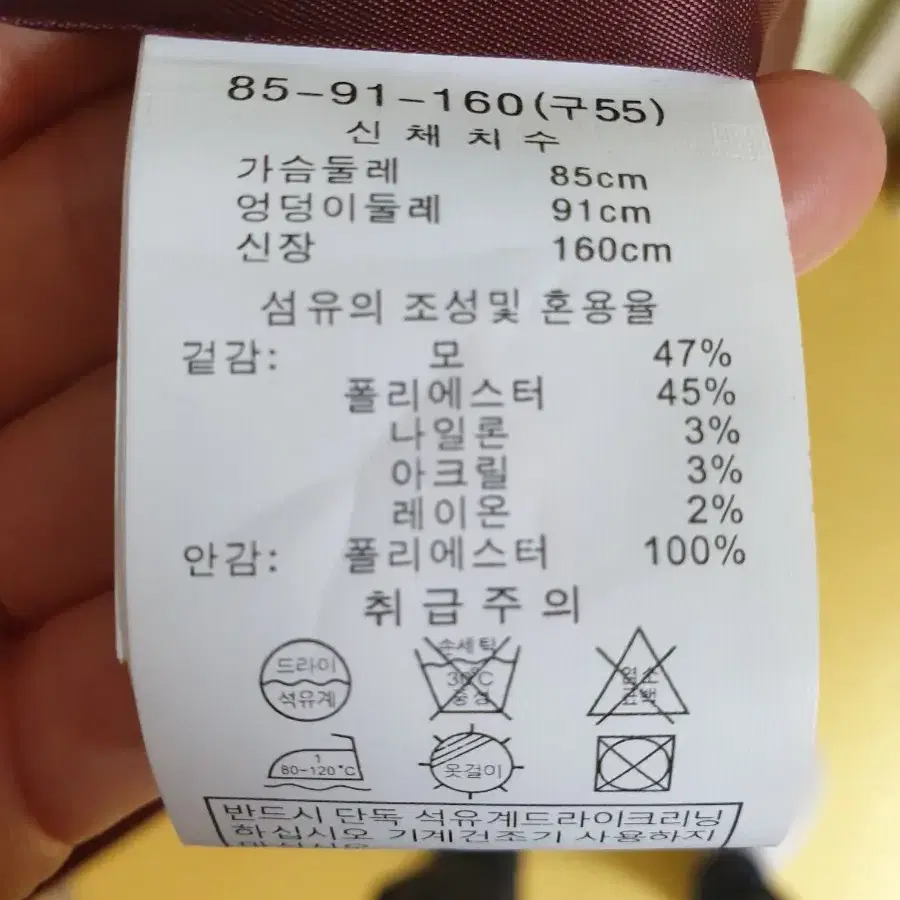 85-91-160(구55)
신채치수
가슴둘레 85cm
엉덩이둘레 91cm
신장 160cm
섬유의 조성및 혼용율
겉감: 모 47%
폴리에스터 45%
나일론 3%
아크릴 3%
레이온 2%
안감: 폴리에스터 100%
취급주의
드라이
석유계
손세탁
30°C
중성
염소
표백
1
80-120°C
옷걸이
반드시 단독 석유계드라이크리닝
하십시오 기계건조기 사용하지